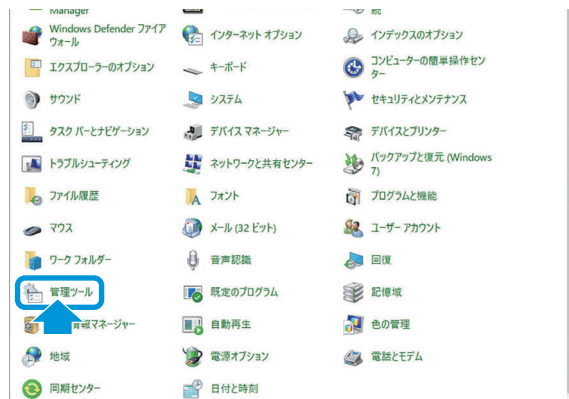 Manager
続
Windows Defender ファイア
ウォール
インターネット オプション
インデックスのオプション
エクスプローラーのオプション
キーボード
コンピューターの簡単操作セン
ター
サウンド
システム
セキュリティとメンテナンス
タスク バーとナビゲーション
デバイス マネージャー
デバイスとプリンター
トラブルシューティング
ネットワークと共有センター
バックアップと復元 (Windows
7)
ファイル履歴
フォント
プログラムと機能
マウス
メール (32 ビット)
ユーザー アカウント
ワーク フォルダー
音声認識
回復
管理ツール
既定のプログラム
記憶域
情報マネージャー
自動再生
色の管理
地域
電源オプション
電話とモデム
同期センター
日付と時刻